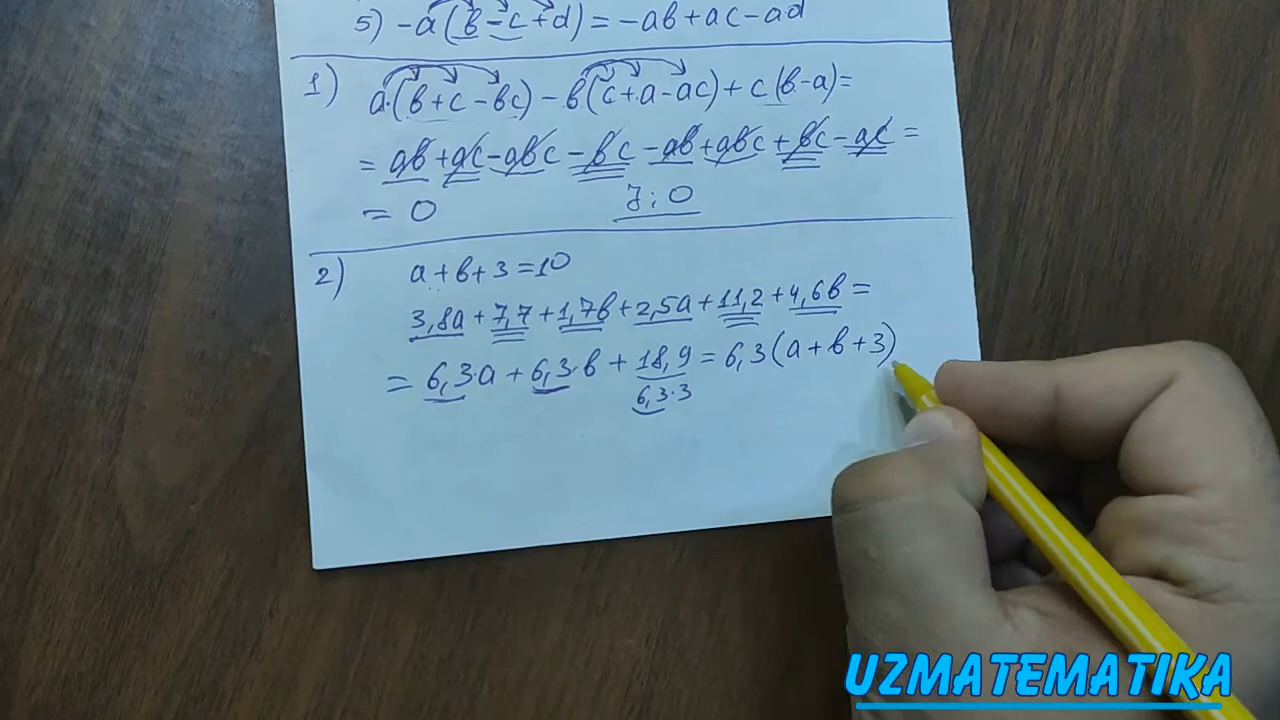 5) -a(b-c+d)=-ab+ac-ad
1) a·(b+c-bc)-b(c+a-ac)+c(b-a)=
=ab+ac-abc-bc-ab+abc+bc-ac=
=0 J:0
2) a+b+3=10
3,8a+7,7+1,7b+2,5a+11,2+4,6b=
=6,3·a+6,3·b+18,9=6,3(a+b+3)
6,3·3
UZMATEMATIKA